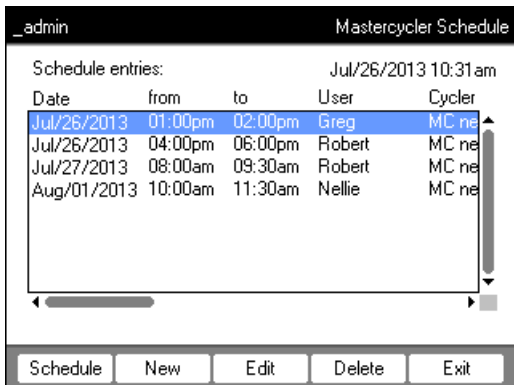 _admin Mastercycler Schedule
Schedule entries: Jul/26/2013 10:31am
Date from to User Cycler
Jul/26/2013 01:00pm 02:00pm Greg MC ne
Jul/26/2013 04:00pm 06:00pm Robert MC ne
Jul/27/2013 08:00am 09:30am Robert MC ne
Aug/01/2013 10:00am 11:30am Nellie MC ne
Schedule New Edit Delete Exit